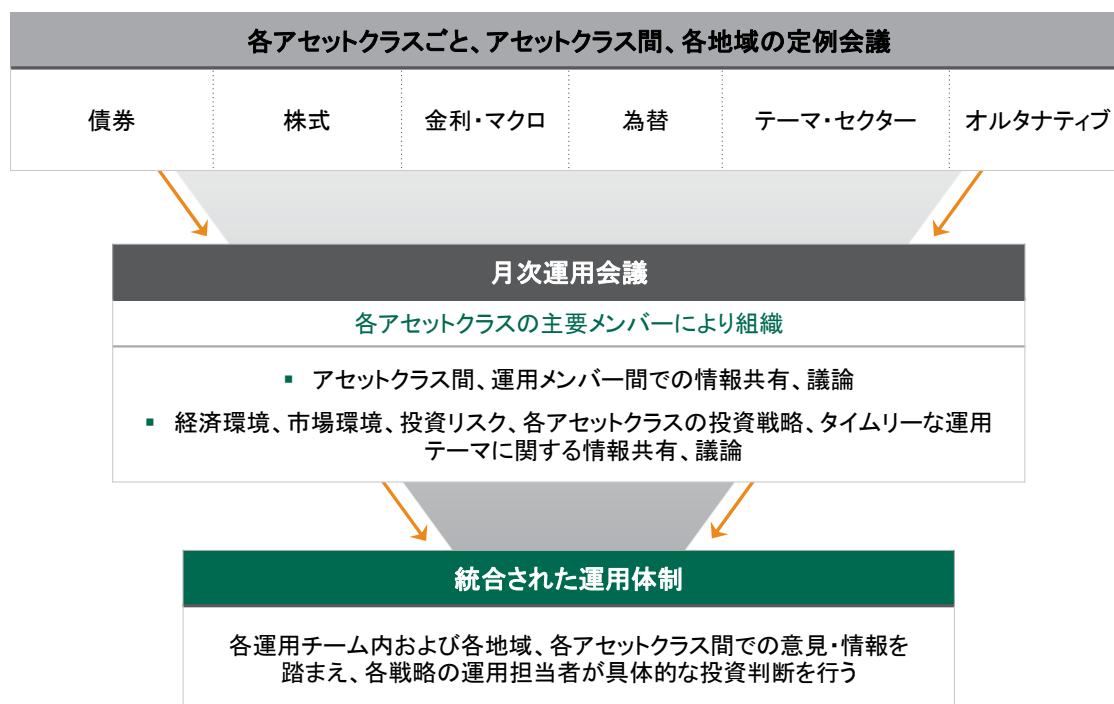 各アセットクラスごと、アセットクラス間、各地域の定例会議
債券 株式 金利・マクロ 為替 テーマ・セクター オルタナティブ
月次運用会議
各アセットクラスの主要メンバーにより組織
▪ アセットクラス間、運用メンバー間での情報共有、議論
▪ 経済環境、市場環境、投資リスク、各アセットクラスの投資戦略、タイムリーな運用
テーマに関する情報共有、議論
統合された運用体制
各運用チーム内および各地域、各アセットクラス間での意見・情報を
踏まえ、各戦略の運用担当者が具体的な投資判断を行う